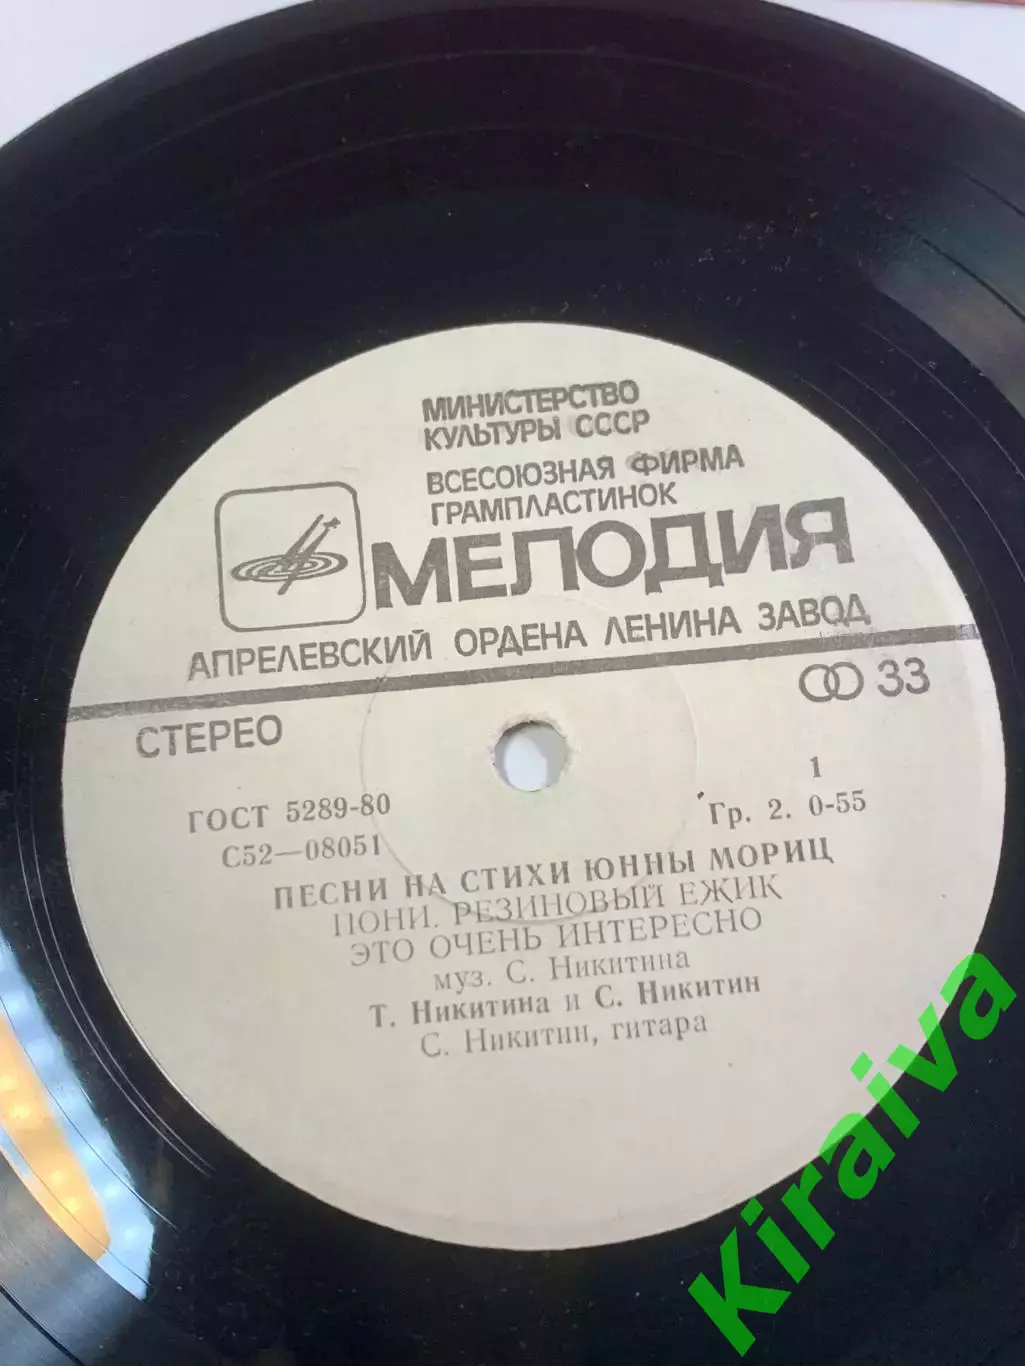 МИНИСТЕРСТВО
КУЛЬТУРЫ СССР
ВСЕСОЮЗНАЯ ФИРМА
ГРАМПЛАСТИНОК
МЕЛОДИЯ
АПРЕЛЕВСКИЙ ОРДЕНА ЛЕНИНА ЗАВОД
СТЕРЕО
33
ГОСТ 5289-80
1
С52—08051
Гр. 2. 0-55
ПЕСНИ НА СТИХИ ЮННЫ МОРИЦ
ПОНИ. РЕЗИНОВЫЙ ЕЖИК
ЭТО ОЧЕНЬ ИНТЕРЕСНО
муз. С. Никитина
Т. Никитина и С. Никитин
С. Никитин, гитара
Kiraiva